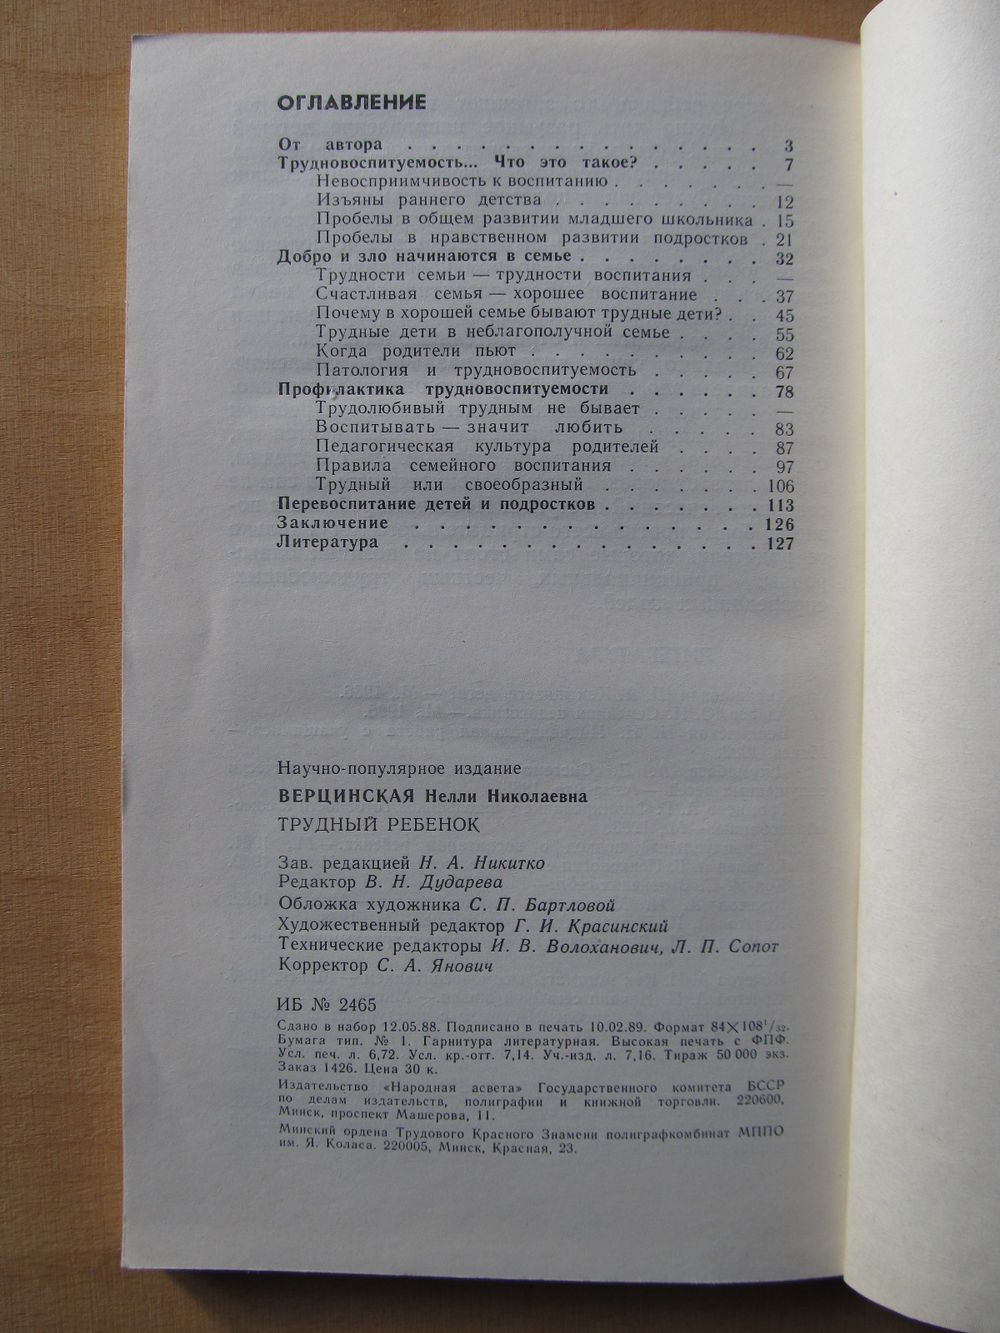 ОГЛАВЛЕНИЕ
От автора . . . . . . . . . . . . . . . 3
Трудновоспитуемость... Что это такое? . . . . . 7
Невосприимчивость к воспитанию . . . . . . —
Изъяны раннего детства . . . . . . . . . 12
Пробелы в общем развитии младшего школьника . 15
Пробелы в нравственном развитии подростков . 21
Добро и зло начинаются в семье . . . . . . . . 32
Трудности семьи — трудности воспитания . . . —
Счастливая семья — хорошее воспитание . . . 37
Почему в хорошей семье бывают трудные дети? . . 45
Трудные дети в неблагополучной семье . . . . 55
Когда родители пьют . . . . . . . . . . 62
Патология и трудновоспитуемость . . . . . 67
Профилактика трудновоспитуемости . . . . . . 78
Трудолюбивый трудным не бывает . . . . . —
Воспитывать — значит любить . . . . . 83
Педагогическая культура родителей . . . . 87
Правила семейного воспитания . . . . . . 97
Трудный или своеобразный . . . . . . . 106
Перевоспитание детей и подростков . . . . . . . 113
Заключение . . . . . . . . . . . . . . 126
Литература . . . . . . . . . . . . . . 127
Научно-популярное издание
ВЕРЦИНСКАЯ Нелли Николаевна
ТРУДНЫЙ РЕБЕНОК
Зав. редакцией Н. А. Никитко
Редактор В. Н. Дударева
Обложка художника С. П. Бартловой
Художественный редактор Г. И. Красинский
Технические редакторы И. В. Волоханович, Л. П. Сопот
Корректор С. А. Янович
ИБ № 2465
Сдано в набор 12.05.88. Подписано в печать 10.02.89. Формат 84×108¹/₃₂.
Бумага тип. № 1. Гарнитура литературная. Высокая печать с ФПФ.
Усл. печ. л. 6,72. Усл. кр.-отт. 7,14. Уч.-изд. л. 7,16. Тираж 50 000 экз.
Заказ 1426. Цена 30 к.
Издательство «Народная асвета» Государственного комитета БССР
по делам издательств, полиграфии и книжной торговли. 220600,
Минск, проспект Машерова, 11.
Минский ордена Трудового Красного Знамени полиграфкомбинат МППО
им. Я. Коласа. 220005, Минск, Красная, 23.